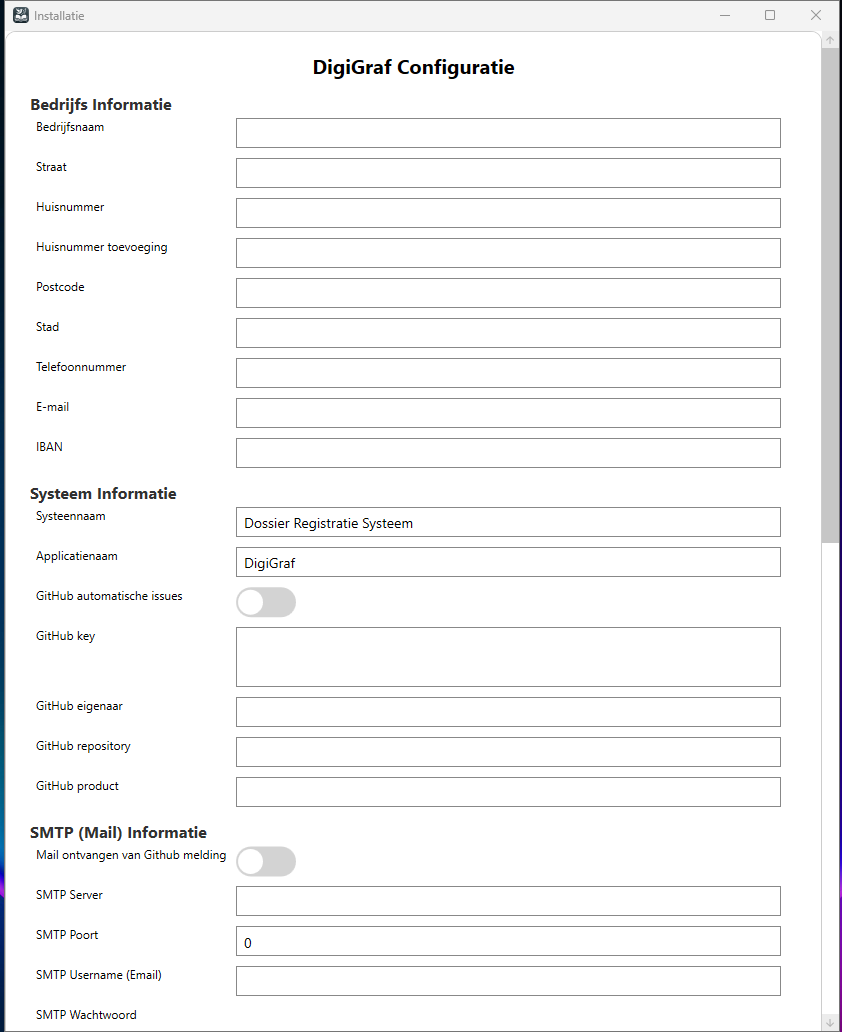 Installatie
DigiGraf Configuratie
Bedrijfs Informatie
Bedrijfsnaam
Straat
Huisnummer
Huisnummer toevoeging
Postcode
Stad
Telefoonnummer
E-mail
IBAN
Systeem Informatie
Systeennaam
Dossier Registratie Systeem
Applicatienaam
DigiGraf
GitHub automatische issues
GitHub key
GitHub eigenaar
GitHub repository
GitHub product
SMTP (Mail) Informatie
Mail ontvangen van Github melding
SMTP Server
SMTP Poort
0
SMTP Username (Email)
SMTP Wachtwoord